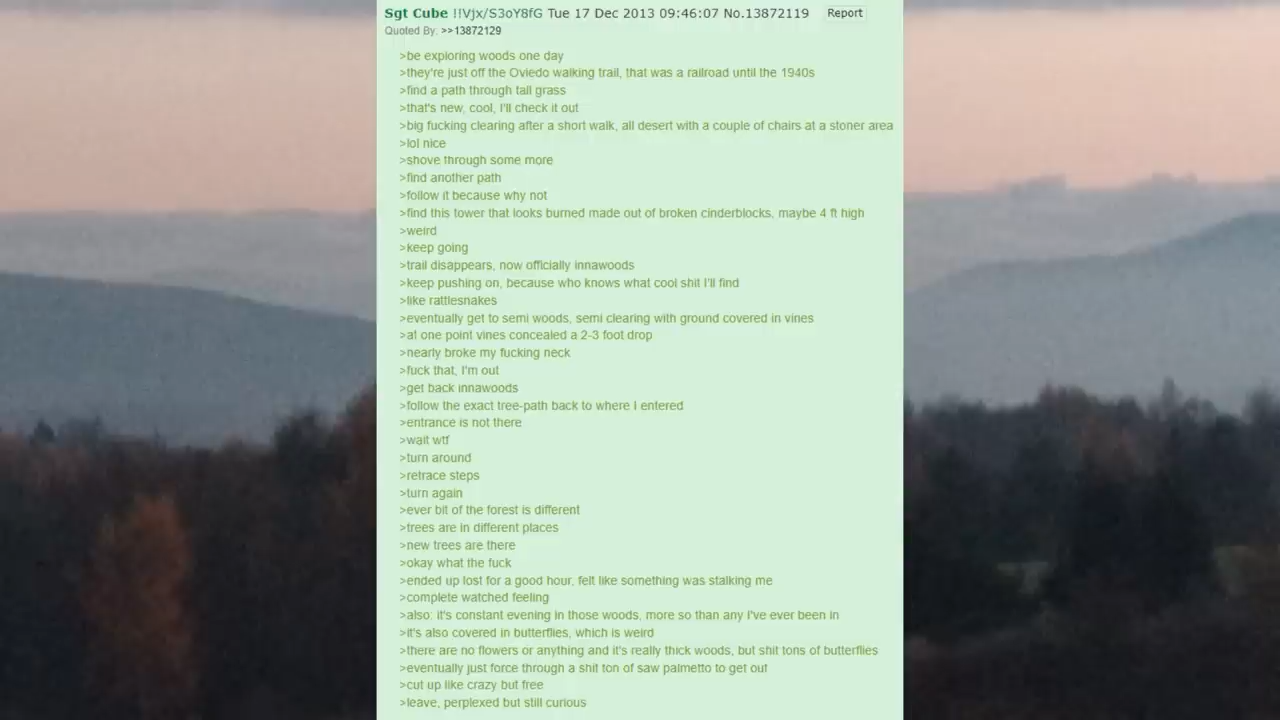 Sgt Cube !!Vjx/S3oY8fG Tue 17 Dec 2013 09:46:07 No.13872119 Report
Quoted By: >>13872129
>be exploring woods one day
>they're just off the Oviedo walking trail, that was a railroad until the 1940s
>find a path through tall grass
>that's new, cool, I'll check it out
>big fucking clearing after a short walk, all desert with a couple of chairs at a stoner area
>lol nice
>shove through some more
>find another path
>follow it because why not
>find this tower that looks burned made out of broken cinderblocks, maybe 4 ft high
>weird
>keep going
>trail disappears, now officially innawoods
>keep pushing on, because who knows what cool shit I'll find
>like rattlesnakes
>eventually get to semi woods, semi clearing with ground covered in vines
>at one point vines concealed a 2-3 foot drop
>nearly broke my fucking neck
>fuck that, I'm out
>get back innawoods
>follow the exact tree-path back to where I entered
>entrance is not there
>wait wtf
>turn around
>retrace steps
>turn again
>ever bit of the forest is different
>trees are in different places
>new trees are there
>okay what the fuck
>ended up lost for a good hour, felt like something was stalking me
>complete watched feeling
>also: it's constant evening in those woods, more so than any I've ever been in
>it's also covered in butterflies, which is weird
>there are no flowers or anything and it's really thick woods, but shit tons of butterflies
>eventually just force through a shit ton of saw palmetto to get out
>cut up like crazy but free
>leave, perplexed but still curious